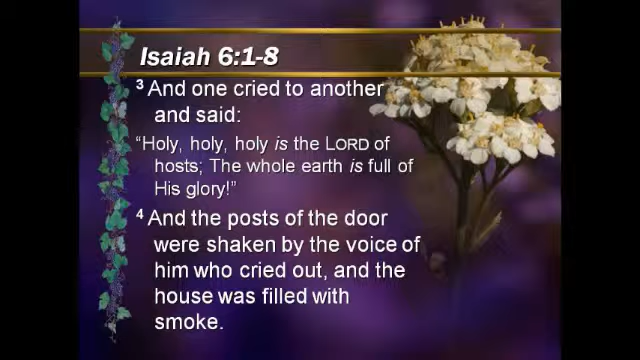 Isaiah 6:1-8
3 And one cried to another
and said:
“Holy, holy, holy is the LORD of
hosts; The whole earth is full of
His glory!”
4 And the posts of the door
were shaken by the voice of
him who cried out, and the
house was filled with
smoke.